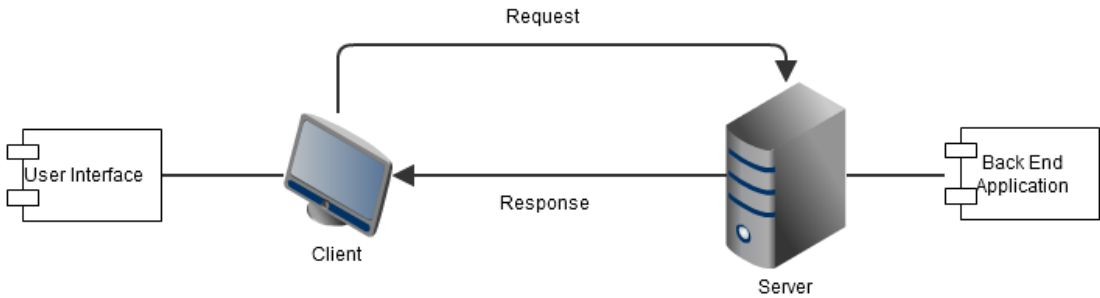 Request
User Interface
Back End
Application
Response
Client
Server